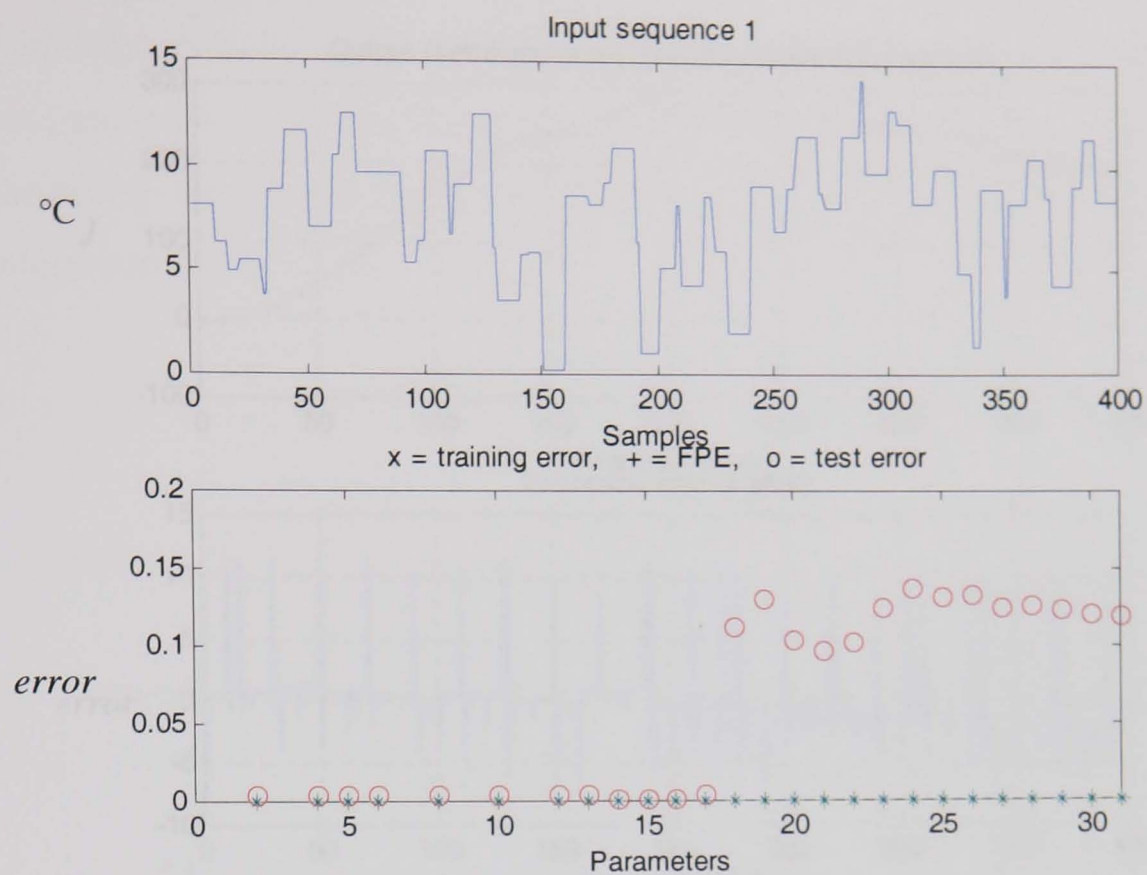 Input sequence 1
15
10
5
0
°C
0 50 100 150 200 250 300 350 400
Samples
x = training error, + = FPE, o = test error
0.2
0.15
0.1
0.05
0
error
0 5 10 15 20 25 30
Parameters